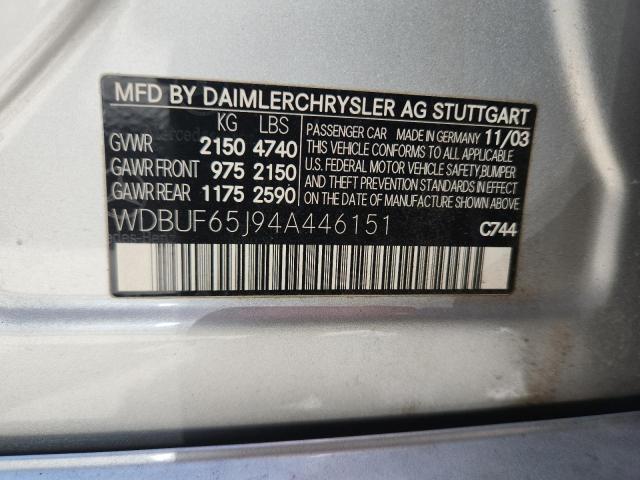 MFD BY DAIMLERCHRYSLER AG STUTTGART
KG LBS
GVWR 2150 4740
GAWR FRONT 975 2150
GAWR REAR 1175 2590
PASSENGER CAR MADE IN GERMANY 11/03
THIS VEHICLE CONFORMS TO ALL APPLICABLE
U.S. FEDERAL MOTOR VEHICLE SAFETY, BUMPER
AND THEFT PREVENTION STANDARDS IN EFFECT
ON THE DATE OF MANUFACTURE SHOWN ABOVE.
WDBUF65J94A446151 C744